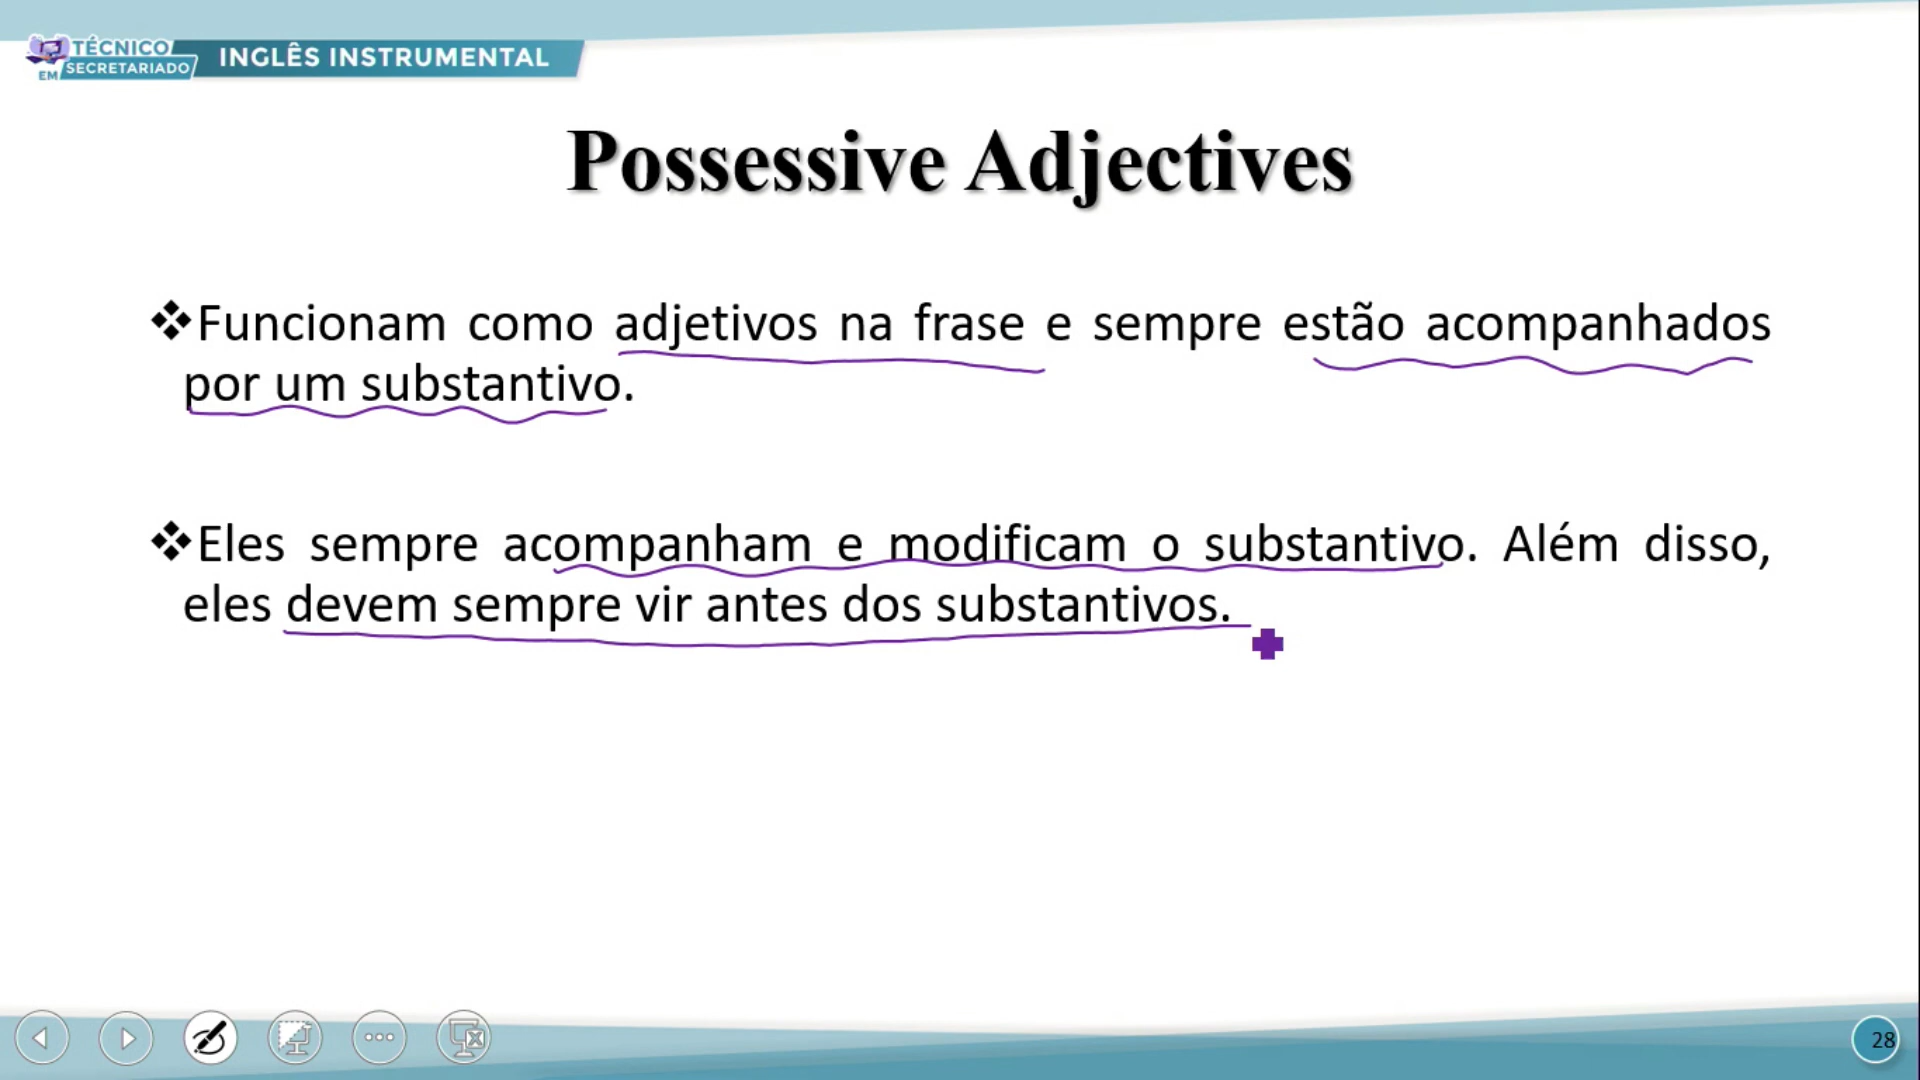 TÉCNICO
EM SECRETARIADO
INGLÊS INSTRUMENTAL
Possessive Adjectives
❖Funcionam como adjetivos na frase e sempre estão acompanhados
por um substantivo.
❖Eles sempre acompanham e modificam o substantivo. Além disso,
eles devem sempre vir antes dos substantivos.
28